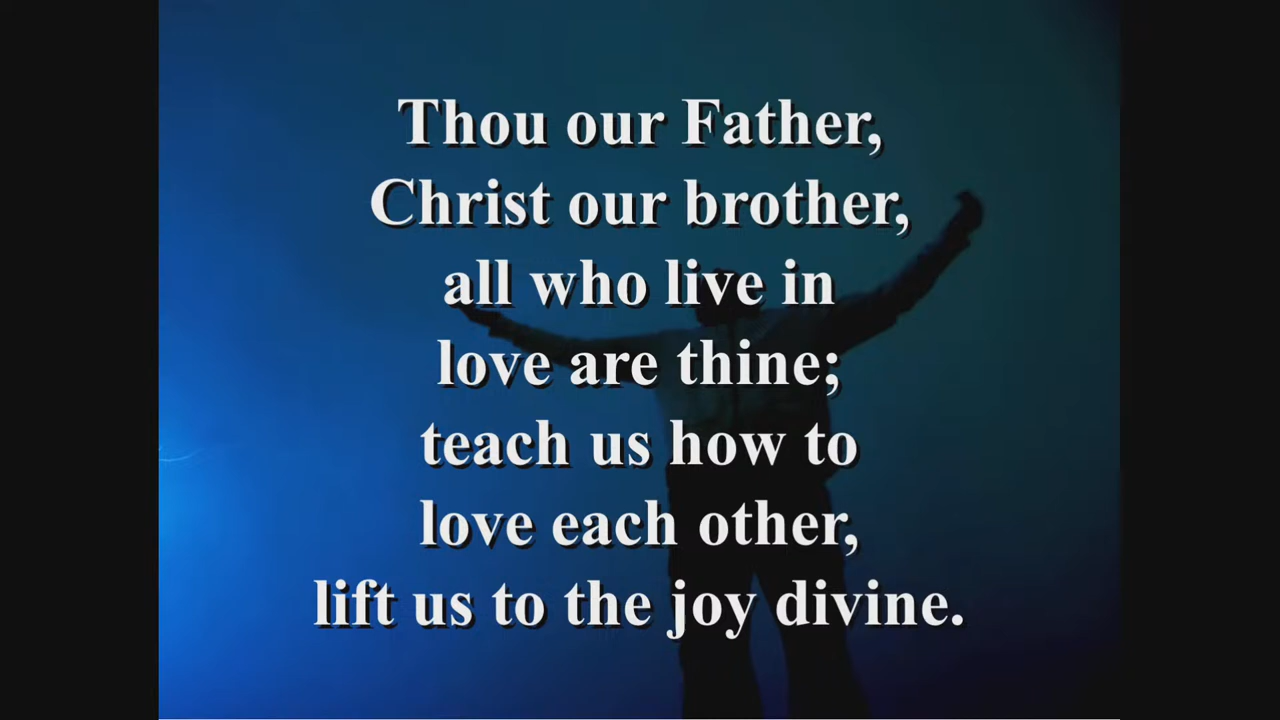 Thou our Father,
Christ our brother,
all who live in
love are thine;
teach us how to
love each other,
lift us to the joy divine.